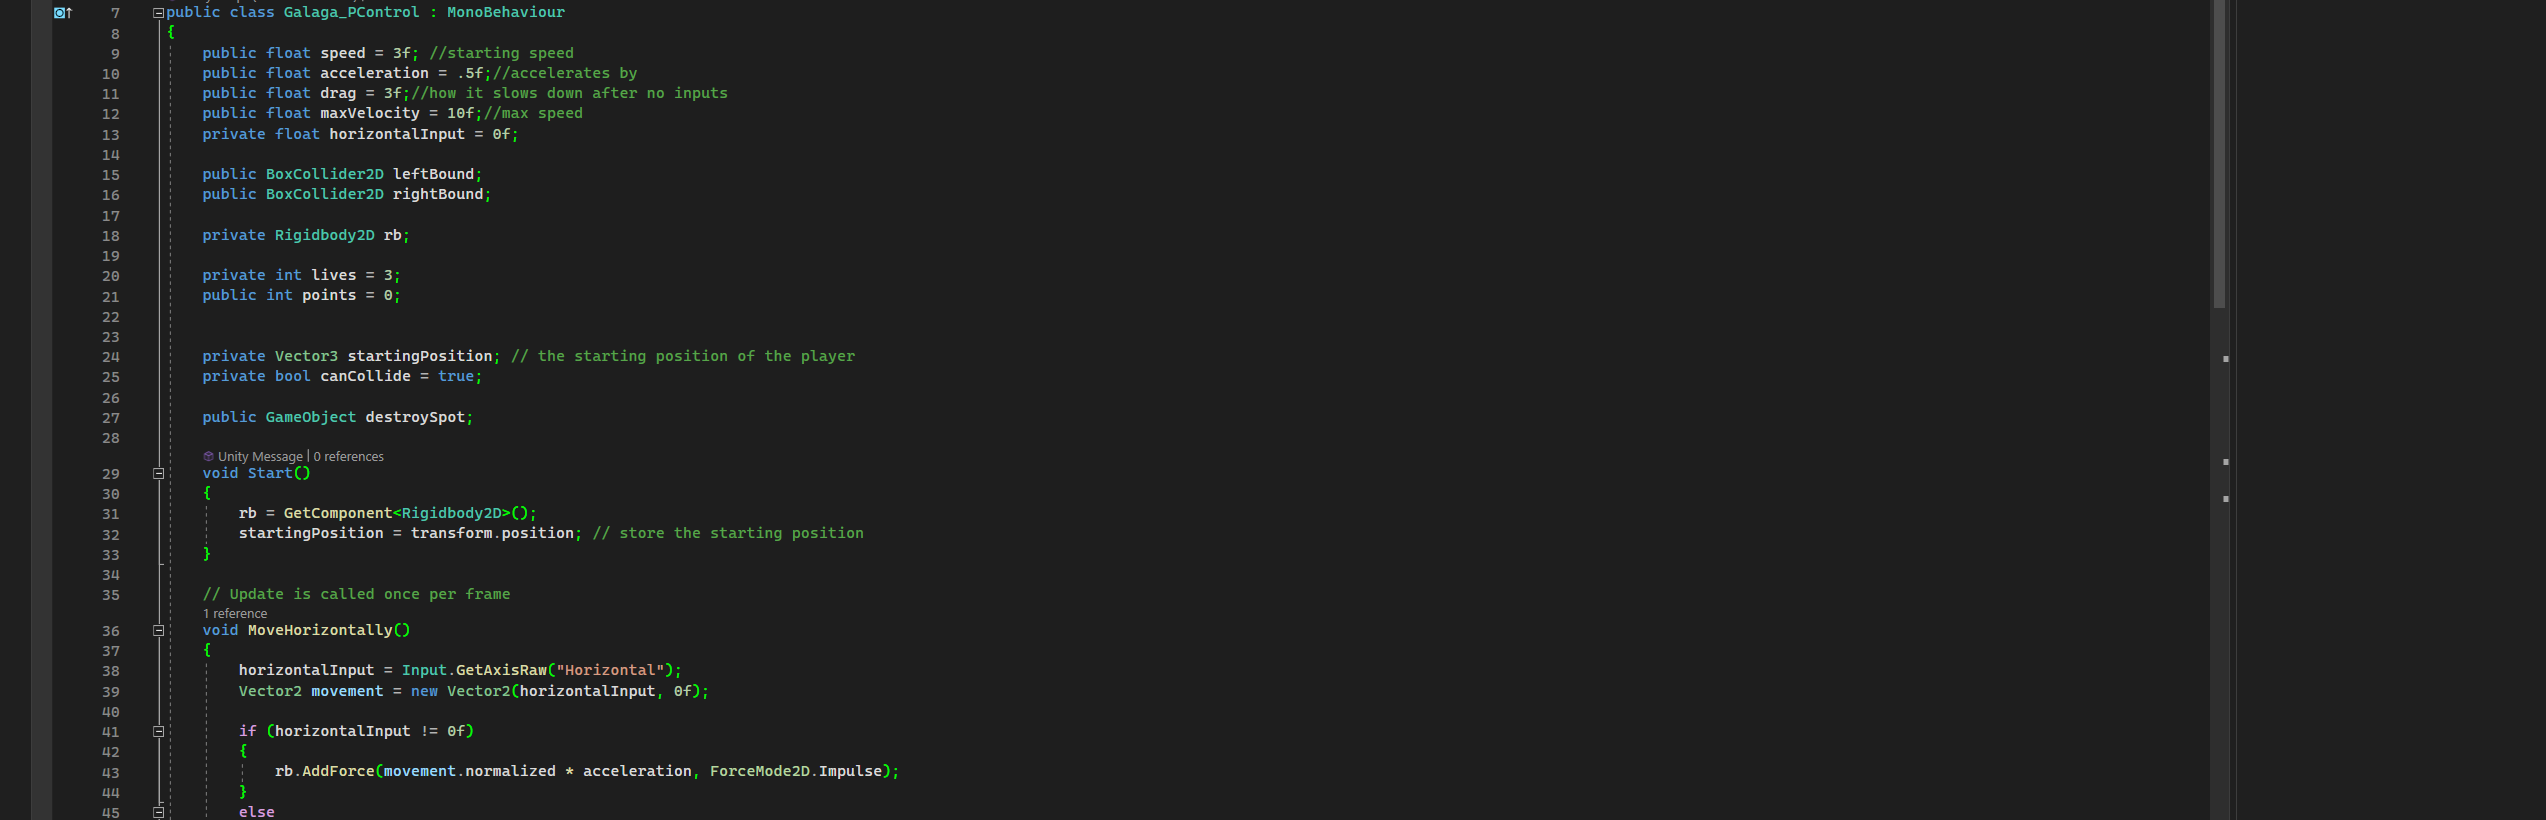 7 public class Galaga_PControl : MonoBehaviour
8 {
9 public float speed = 3f; //starting speed
10 public float acceleration = .5f;//accelerates by
11 public float drag = 3f;//how it slows down after no inputs
12 public float maxVelocity = 10f;//max speed
13 private float horizontalInput = 0f;
14
15 public BoxCollider2D leftBound;
16 public BoxCollider2D rightBound;
17
18 private Rigidbody2D rb;
19
20 private int lives = 3;
21 public int points = 0;
22
23
24 private Vector3 startingPosition; // the starting position of the player
25 private bool canCollide = true;
26
27 public GameObject destroySpot;
28
Unity Message | 0 references
29 void Start()
30 {
31 rb = GetComponent<Rigidbody2D>();
32 startingPosition = transform.position; // store the starting position
33 }
34
35 // Update is called once per frame
1 reference
36 void MoveHorizontally()
37 {
38 horizontalInput = Input.GetAxisRaw("Horizontal");
39 Vector2 movement = new Vector2(horizontalInput, 0f);
40
41 if (horizontalInput != 0f)
42 {
43 rb.AddForce(movement.normalized * acceleration, ForceMode2D.Impulse);
44 }
45 else